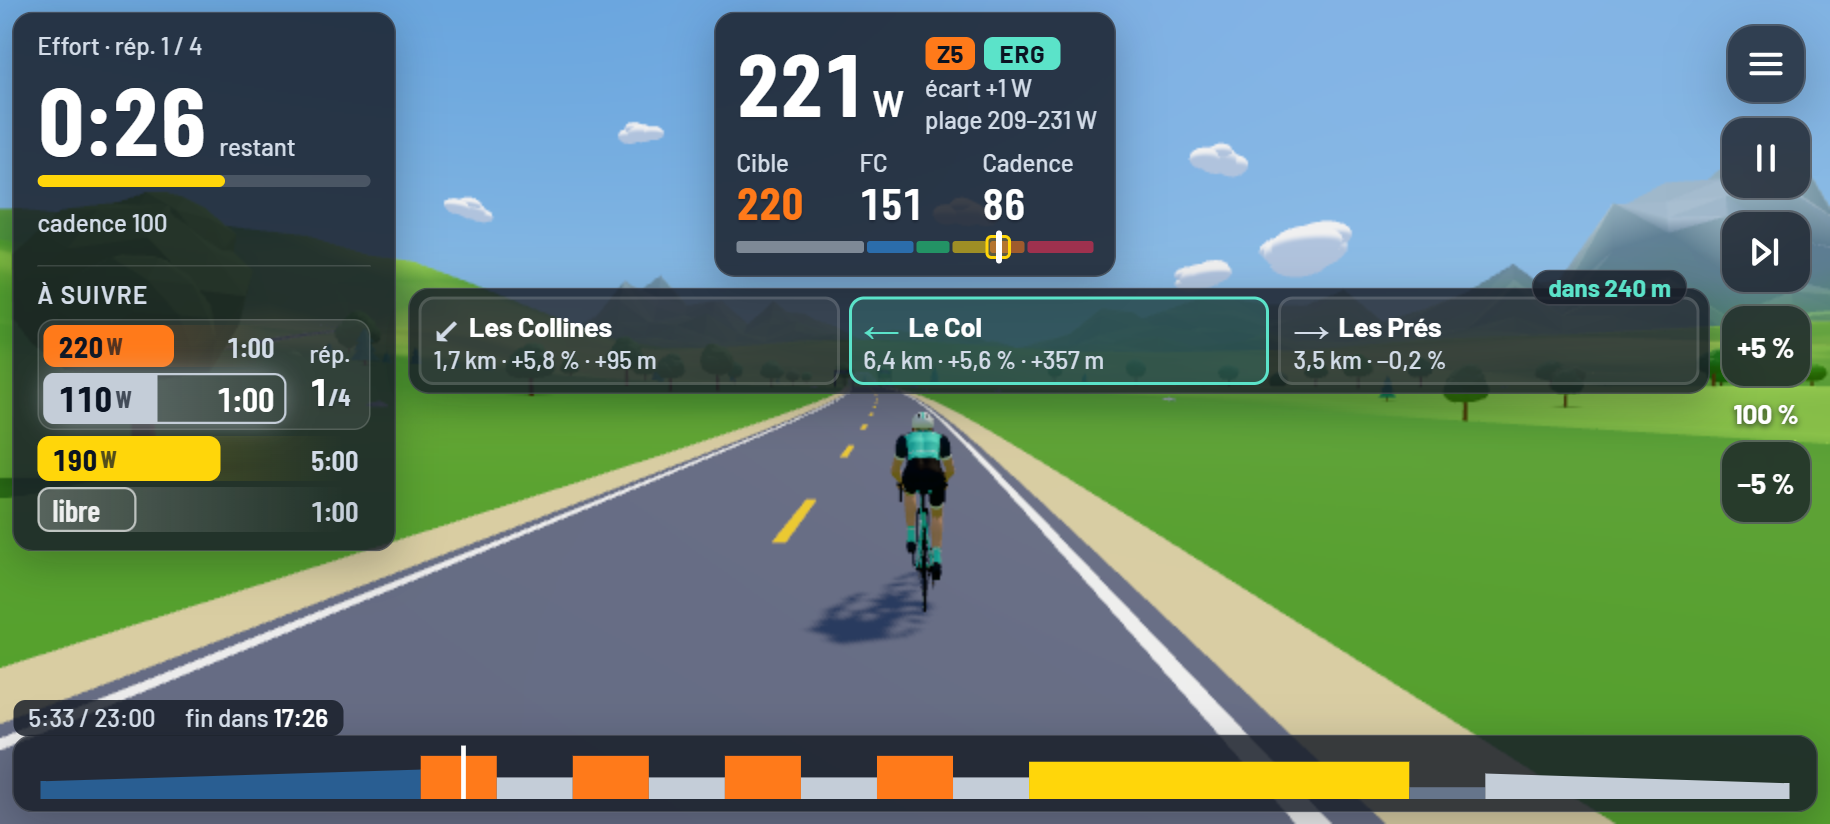 Effort · rép. 1 / 4
0:26 restant
cadence 100
À SUIVRE
220 W 1:00
110 W 1:00
rép.
1/4
190 W 5:00
libre 1:00
221 W
Z5 ERG
écart +1 W
plage 209–231 W
Cible FC Cadence
220 151 86
dans 240 m
↙ Les Collines
1,7 km · +5,8 % · +95 m
← Le Col
6,4 km · +5,6 % · +357 m
→ Les Prés
3,5 km · −0,2 %
+5 %
100 %
−5 %
5:33 / 23:00 fin dans 17:26